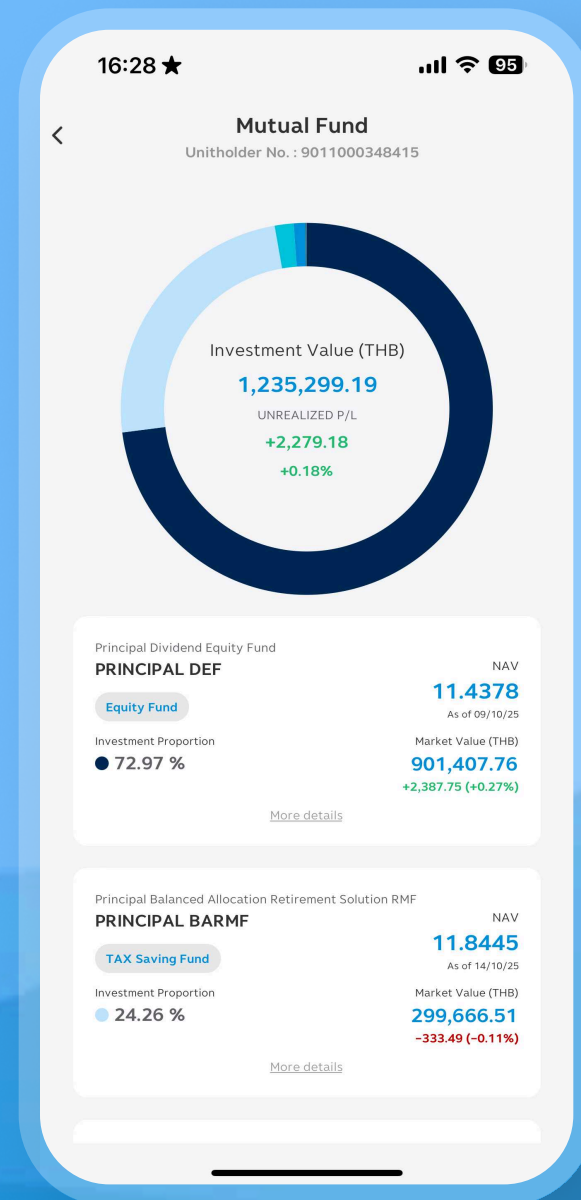 16:28 ★
95
Mutual Fund
Unitholder No. : 9011000348415
Investment Value (THB)
1,235,299.19
UNREALIZED P/L
+2,279.18
+0.18%
Principal Dividend Equity Fund
PRINCIPAL DEF
NAV
11.4378
Equity Fund
As of 09/10/25
Investment Proportion
Market Value (THB)
72.97 %
901,407.76
+2,387.75 (+0.27%)
More details
Principal Balanced Allocation Retirement Solution RMF
PRINCIPAL BARMF
NAV
11.8445
TAX Saving Fund
As of 14/10/25
Investment Proportion
Market Value (THB)
24.26 %
299,666.51
−333.49 (−0.11%)
More details